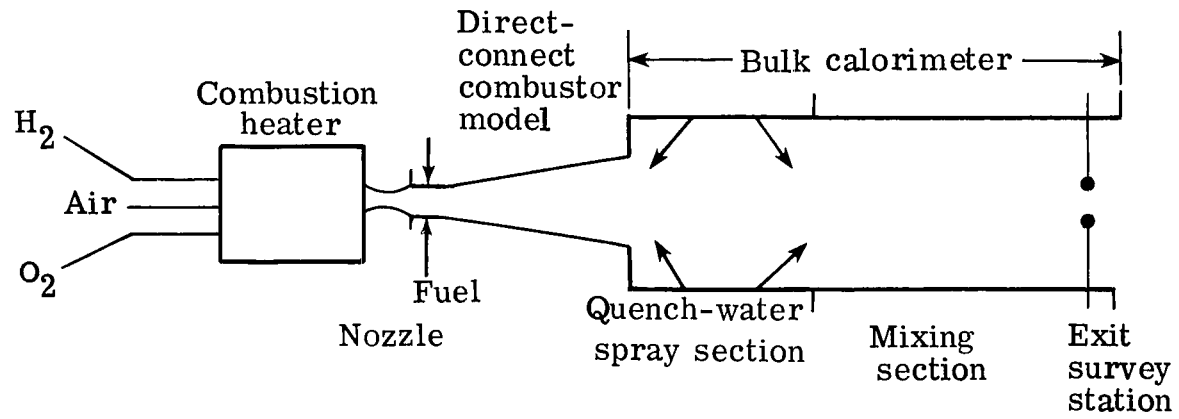 H2
Air
O2
Combustion
heater
Nozzle
Direct-
connect
combustor
model
Fuel
Bulk calorimeter
Quench-water
spray section
Mixing
section
Exit
survey
station